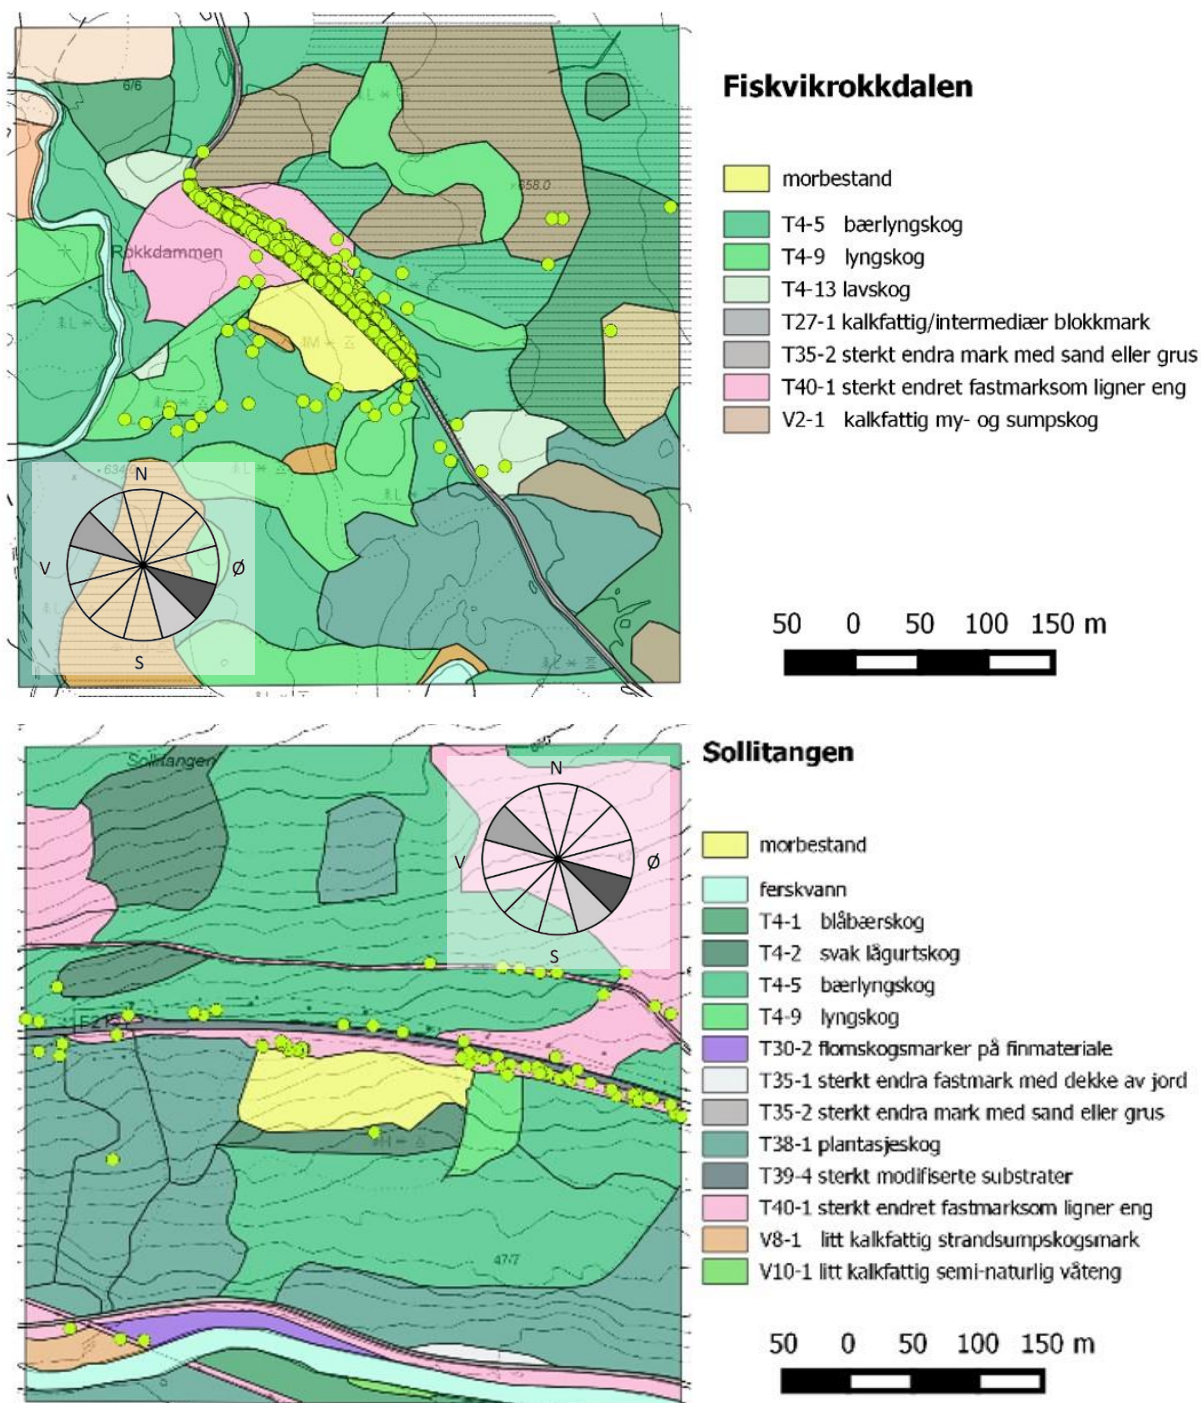 Fiskvikrokkdalen
morbestand
T4-5 bærlyngskog
T4-9 lyngskog
T4-13 lavskog
T27-1 kalkfattig/intermediær blokkmark
T35-2 sterkt endra mark med sand eller grus
T40-1 sterkt endret fastmarksom ligner eng
V2-1 kalkfattig my- og sumpskog
6/6
658.0
Rokkdammen
N
V
Ø
S
50 0 50 100 150 m
Sollitangen
Sollitangen
N
V
Ø
S
47/7
morbestand
ferskvann
T4-1 blåbærskog
T4-2 svak lågurtskog
T4-5 bærlyngskog
T4-9 lyngskog
T30-2 flomskogsmarker på finmateriale
T35-1 sterkt endra fastmark med dekke av jord
T35-2 sterkt endra mark med sand eller grus
T38-1 plantasjeskog
T39-4 sterkt modifiserte substrater
T40-1 sterkt endret fastmarksom ligner eng
V8-1 litt kalkfattig strandsumpskogsmark
V10-1 litt kalkfattig semi-naturlig våteng
50 0 50 100 150 m